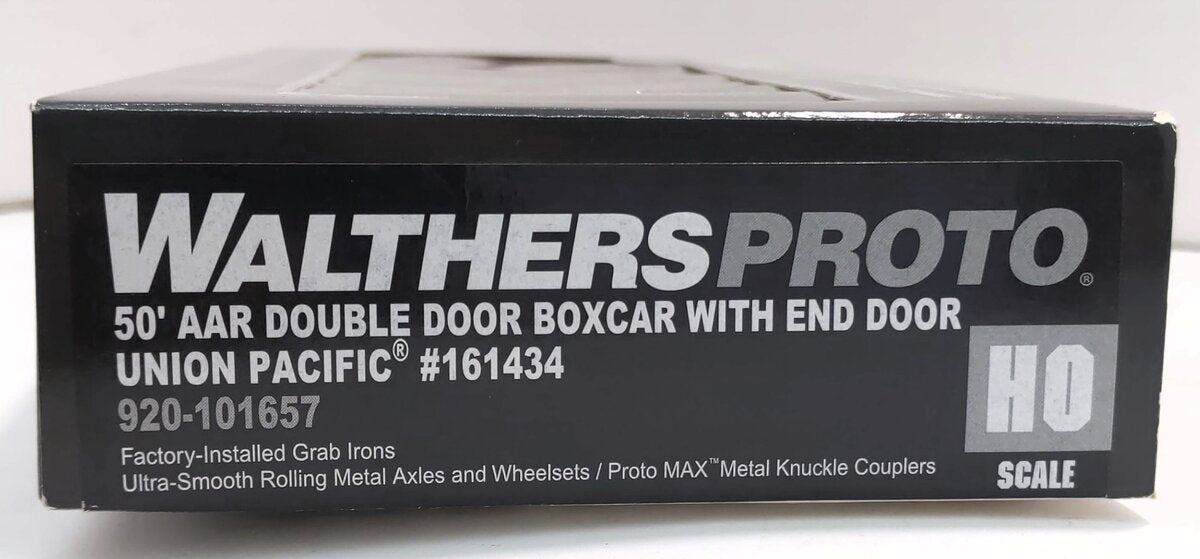 WALTHERSPROTO®
50' AAR DOUBLE DOOR BOXCAR WITH END DOOR
UNION PACIFIC® #161434
920-101657
Factory-Installed Grab Irons
Ultra-Smooth Rolling Metal Axles and Wheelsets / Proto MAX™ Metal Knuckle Couplers
HO
SCALE